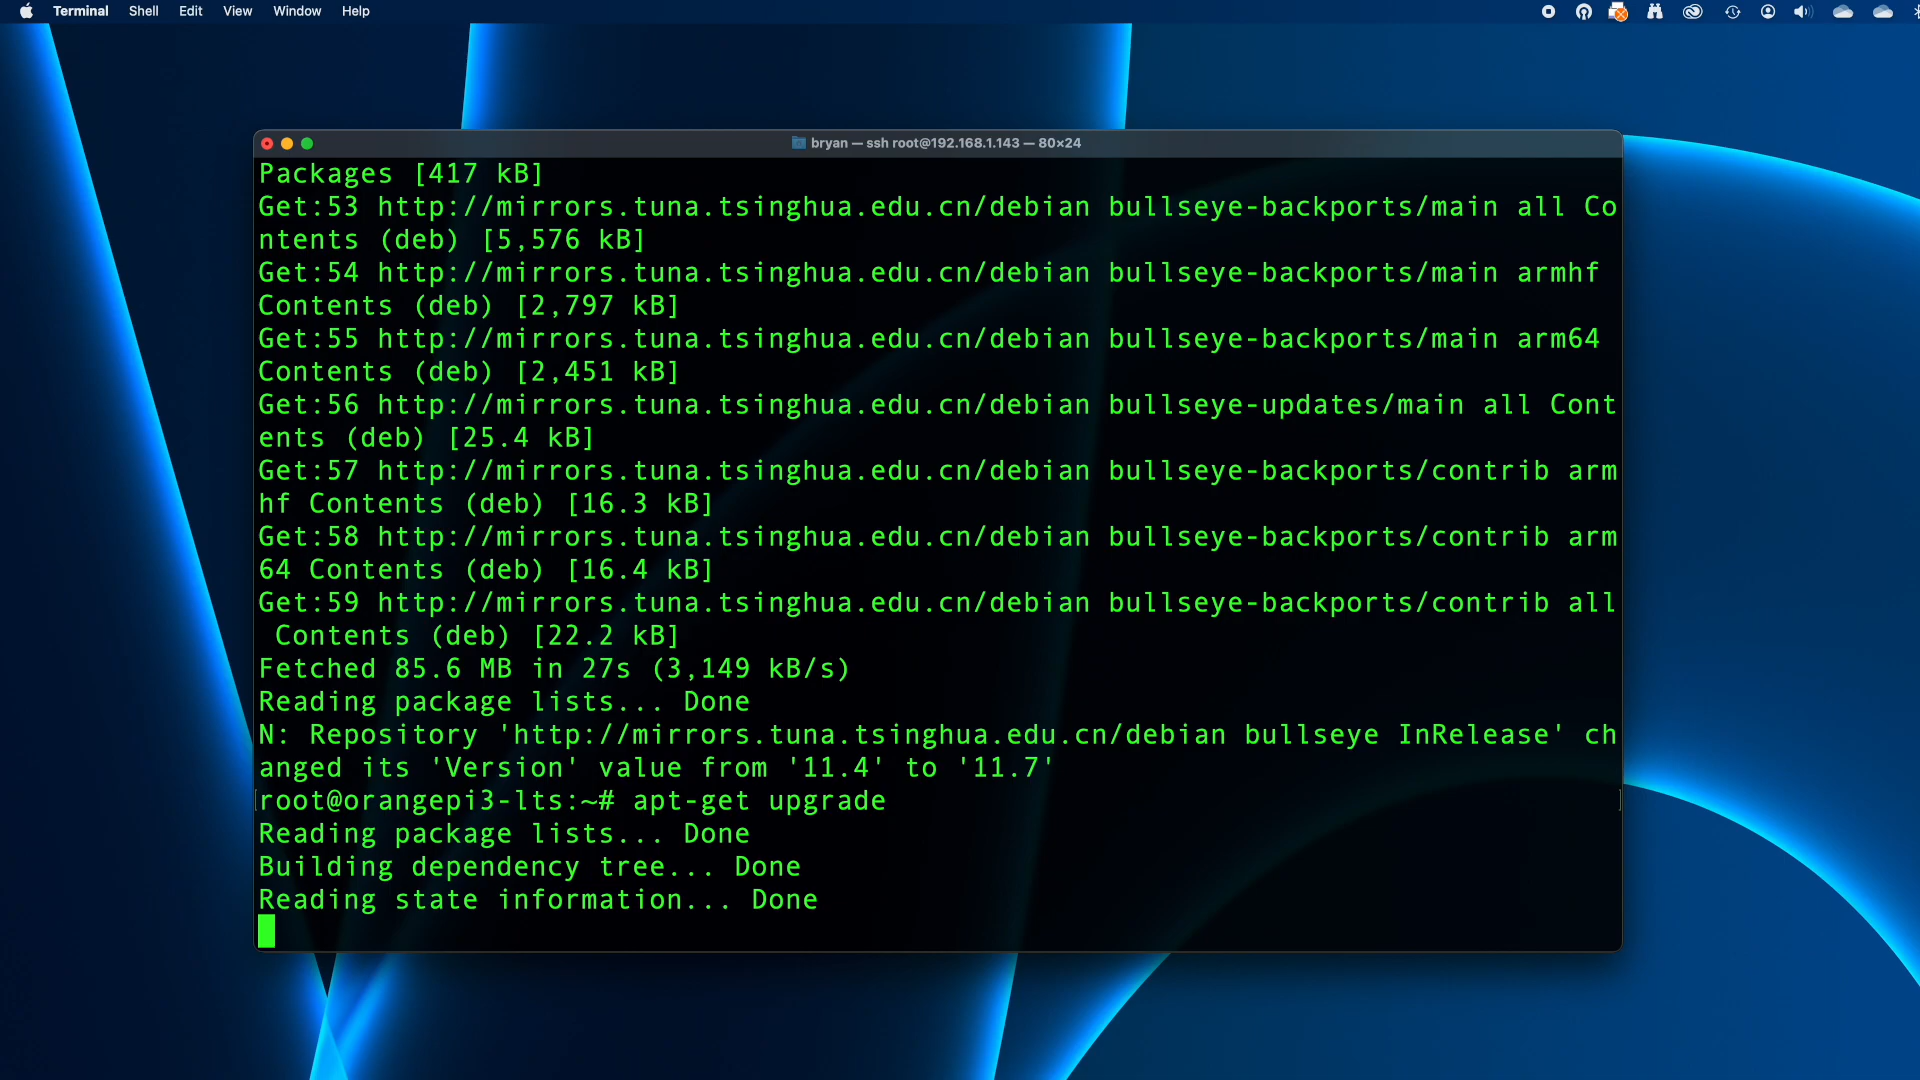 Terminal Shell Edit View Window Help
bryan — ssh root@192.168.1.143 — 80×24
Packages [417 kB]
Get:53 http://mirrors.tuna.tsinghua.edu.cn/debian bullseye-backports/main all Co
ntents (deb) [5,576 kB]
Get:54 http://mirrors.tuna.tsinghua.edu.cn/debian bullseye-backports/main armhf
Contents (deb) [2,797 kB]
Get:55 http://mirrors.tuna.tsinghua.edu.cn/debian bullseye-backports/main arm64
Contents (deb) [2,451 kB]
Get:56 http://mirrors.tuna.tsinghua.edu.cn/debian bullseye-updates/main all Cont
ents (deb) [25.4 kB]
Get:57 http://mirrors.tuna.tsinghua.edu.cn/debian bullseye-backports/contrib arm
hf Contents (deb) [16.3 kB]
Get:58 http://mirrors.tuna.tsinghua.edu.cn/debian bullseye-backports/contrib arm
64 Contents (deb) [16.4 kB]
Get:59 http://mirrors.tuna.tsinghua.edu.cn/debian bullseye-backports/contrib all
 Contents (deb) [22.2 kB]
Fetched 85.6 MB in 27s (3,149 kB/s)
Reading package lists... Done
N: Repository 'http://mirrors.tuna.tsinghua.edu.cn/debian bullseye InRelease' ch
anged its 'Version' value from '11.4' to '11.7'
[root@orangepi3-lts:~# apt-get upgrade ]
Reading package lists... Done
Building dependency tree... Done
Reading state information... Done